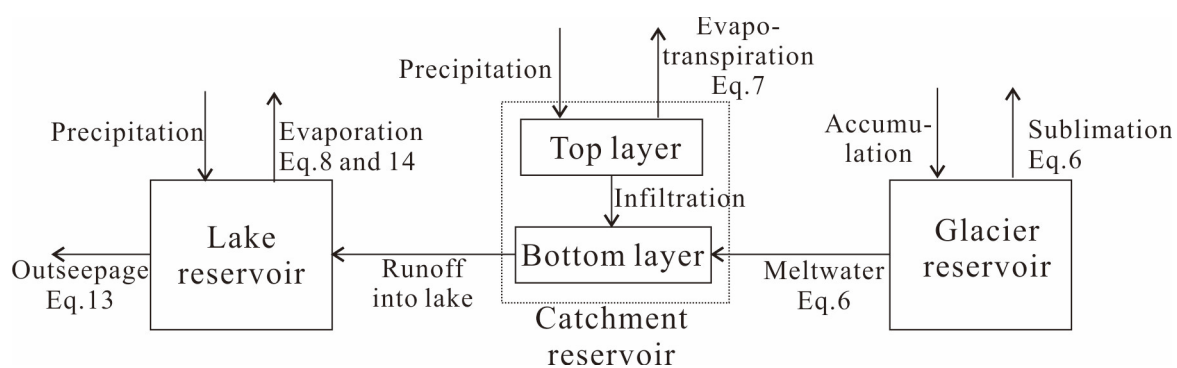 Precipitation
Evaporation
Eq.8 and 14
Lake
reservoir
Outseepage
Eq.13
Runoff
into lake
Precipitation
Evapo-
transpiration
Eq.7
Top layer
Infiltration
Bottom layer
Catchment
reservoir
Meltwater
Eq.6
Accumu-
lation
Sublimation
Eq.6
Glacier
reservoir